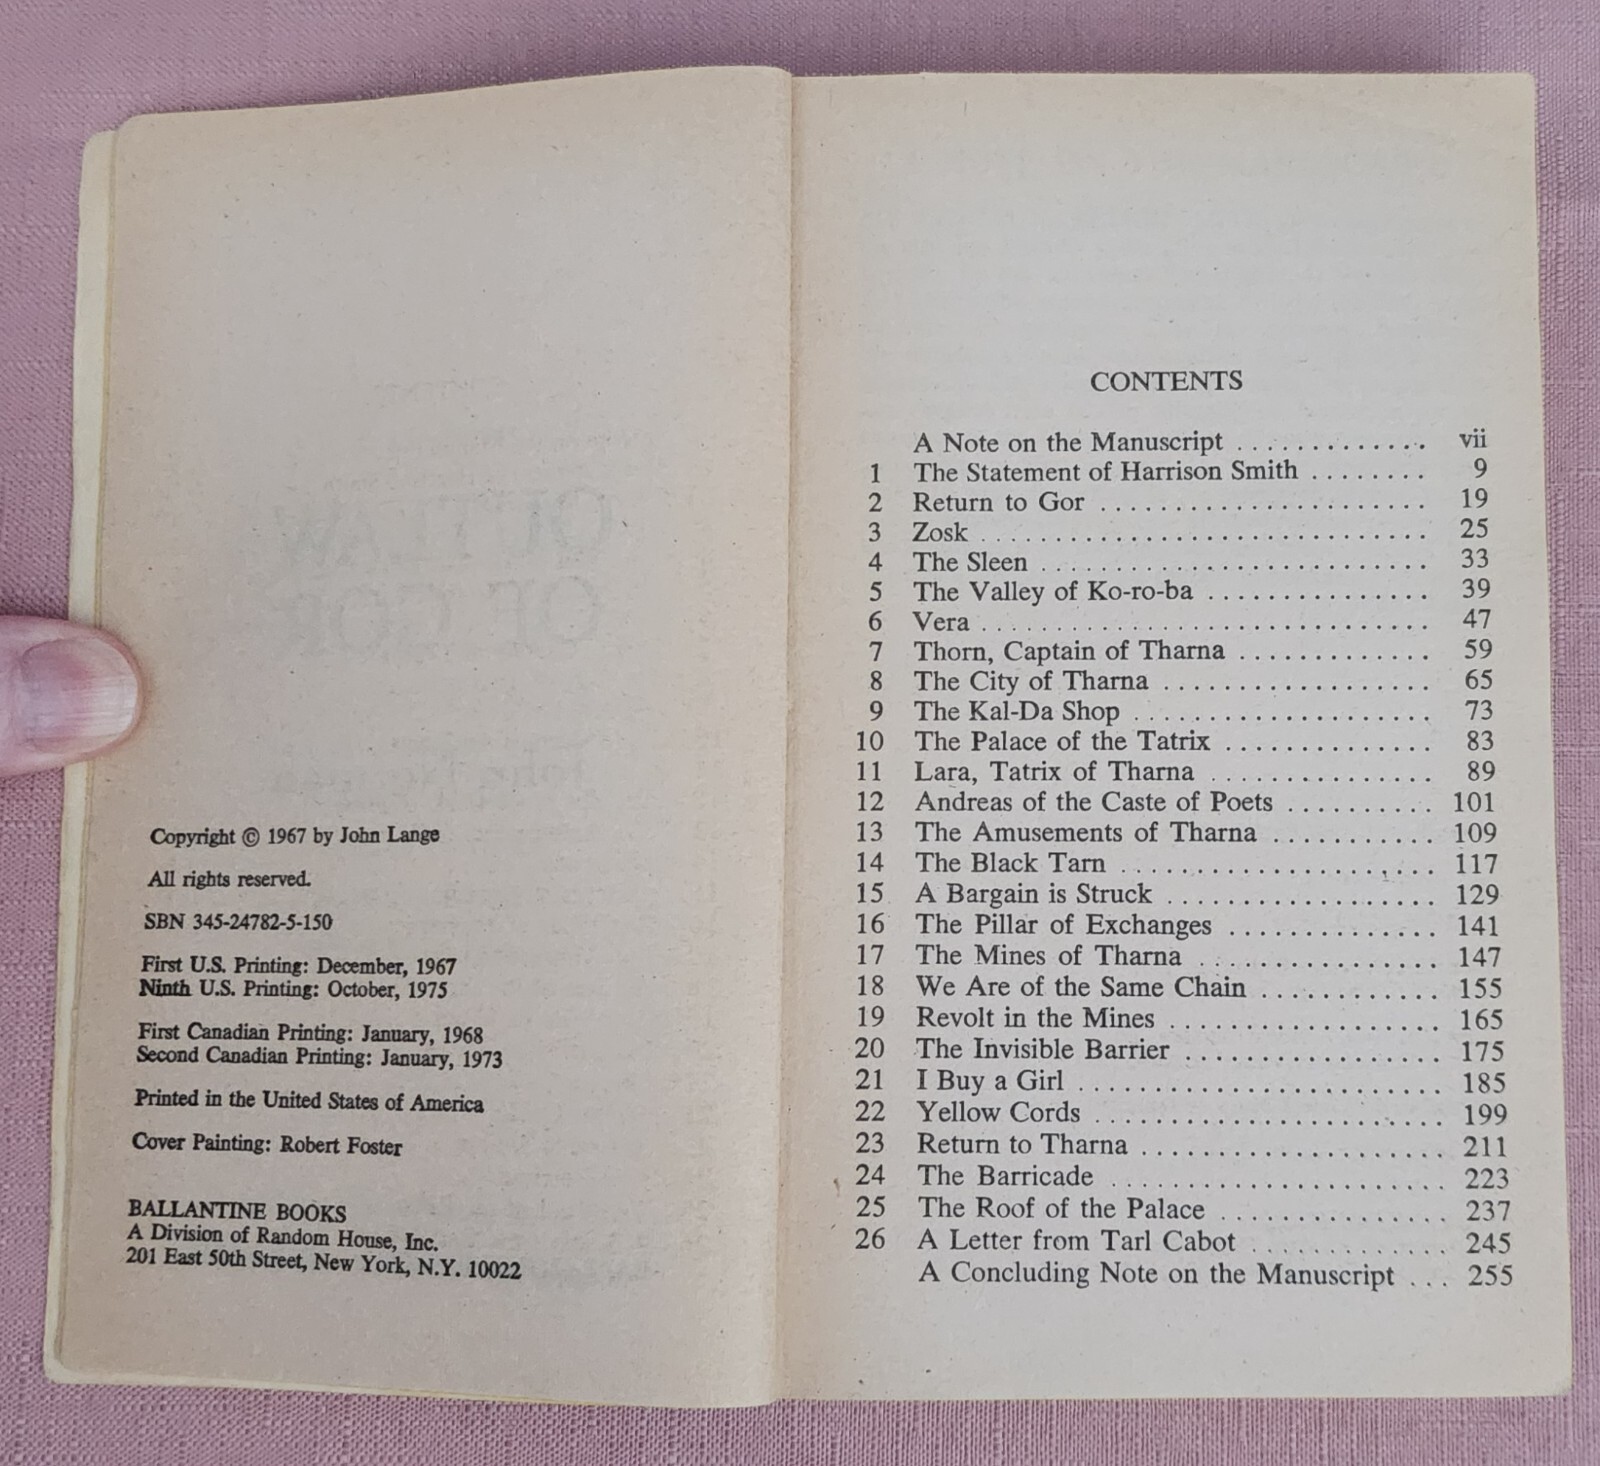 Copyright © 1967 by John Lange
All rights reserved.
SBN 345-24782-5-150
First U.S. Printing: December, 1967
Ninth U.S. Printing: October, 1975
First Canadian Printing: January, 1968
Second Canadian Printing: January, 1973
Printed in the United States of America
Cover Painting: Robert Foster
BALLANTINE BOOKS
A Division of Random House, Inc.
201 East 50th Street, New York, N.Y. 10022
CONTENTS
A Note on the Manuscript ............. vii
1 The Statement of Harrison Smith ........ 9
2 Return to Gor ...................... 19
3 Zosk .............................. 25
4 The Sleen .......................... 33
5 The Valley of Ko-ro-ba ............... 39
6 Vera .............................. 47
7 Thorn, Captain of Tharna ............. 59
8 The City of Tharna .................. 65
9 The Kal-Da Shop .................... 73
10 The Palace of the Tatrix .............. 83
11 Lara, Tatrix of Tharna ............... 89
12 Andreas of the Caste of Poets .......... 101
13 The Amusements of Tharna ........... 109
14 The Black Tarn ..................... 117
15 A Bargain is Struck .................. 129
16 The Pillar of Exchanges .............. 141
17 The Mines of Tharna ................ 147
18 We Are of the Same Chain ............ 155
19 Revolt in the Mines .................. 165
20 The Invisible Barrier ................. 175
21 I Buy a Girl ........................ 185
22 Yellow Cords ....................... 199
23 Return to Tharna .................... 211
24 The Barricade ...................... 223
25 The Roof of the Palace ............... 237
26 A Letter from Tarl Cabot ............. 245
A Concluding Note on the Manuscript ... 255